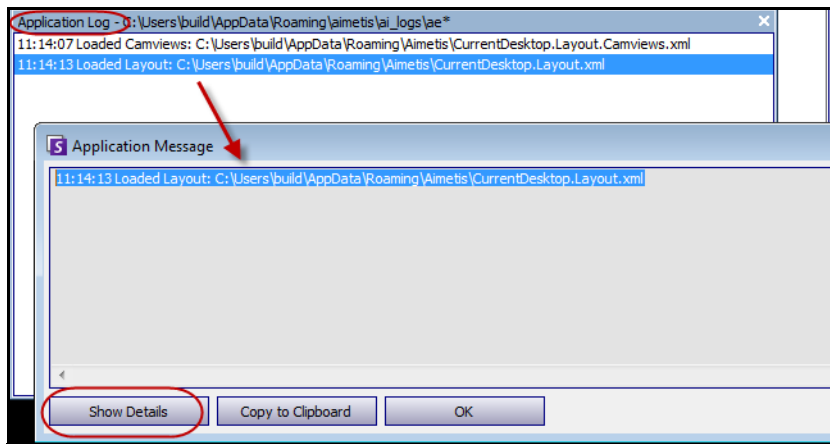 Application Log - C:\Users\build\AppData\Roaming\aimetis\ai_logs\ae*
11:14:07 Loaded Camviews: C:\Users\build\AppData\Roaming\Aimetis\CurrentDesktop.Layout.Camviews.xml
11:14:13 Loaded Layout: C:\Users\build\AppData\Roaming\Aimetis\CurrentDesktop.Layout.xml
Application Message
11:14:13 Loaded Layout: C:\Users\build\AppData\Roaming\Aimetis\CurrentDesktop.Layout.xml
Show Details Copy to Clipboard OK